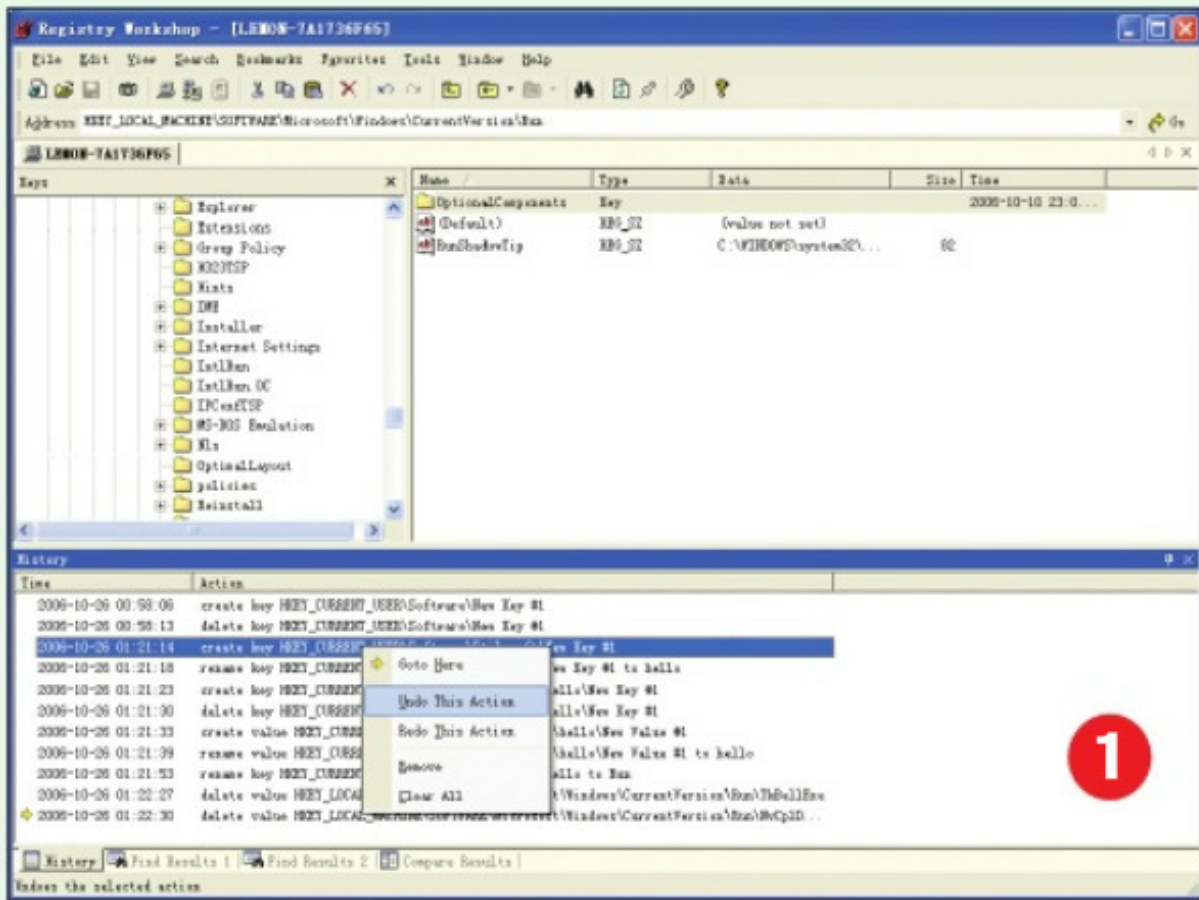 Registry Workshop - [LEMON-7A1736F65]
File Edit View Search Bookmarks Favorites Tools Window Help
Address HKEY_LOCAL_MACHINE\SOFTWARE\Microsoft\Windows\CurrentVersion\Run Go
LEMON-7A1736F65
Keys Name Type Data Size Time
Explorer OptionalComponents Key 2006-10-10 23:0...
Extensions (Default) REG_SZ (value not set)
Group Policy RunShadowTip REG_SZ C:\WINDOWS\system32\... 82
H323TSP
Hints
IME
Installer
Internet Settings
IntlRun
IntlRun.OC
IPConfTSP
MS-DOS Emulation
Nls
OptimalLayout
policies
Reinstall
History
Time Action
2006-10-26 00:58:06 create key HKEY_CURRENT_USER\Software\New Key #1
2006-10-26 00:58:13 delete key HKEY_CURRENT_USER\Software\New Key #1
2006-10-26 01:21:14 create key HKEY_CURRENT New Key #1
2006-10-26 01:21:18 rename key HKEY_CURREN New Key #1 to hello
2006-10-26 01:21:23 create key HKEY_CURREN \New Key #1
2006-10-26 01:21:30 delete key HKEY_CURREN \New Key #1
2006-10-26 01:21:33 create value HKEY_CURR \hello\New Value #1
2006-10-26 01:21:39 rename value HKEY_CURR \hello\New Value #1 to hello
2006-10-26 01:21:53 rename key HKEY_CURREN to Run
2006-10-26 01:22:27 delete value HKEY_LOCA \Windows\CurrentVersion\Run\
2006-10-26 01:22:30 delete value HKEY_LOCAL_MACHINE\SOFTWARE\Microsoft\Windows\CurrentVersion\Run\NvCplD...
Goto Here
Undo This Action
Redo This Action
Remove
Clear All
1
History Find Results 1 Find Results 2 Compare Results
Undoes the selected action